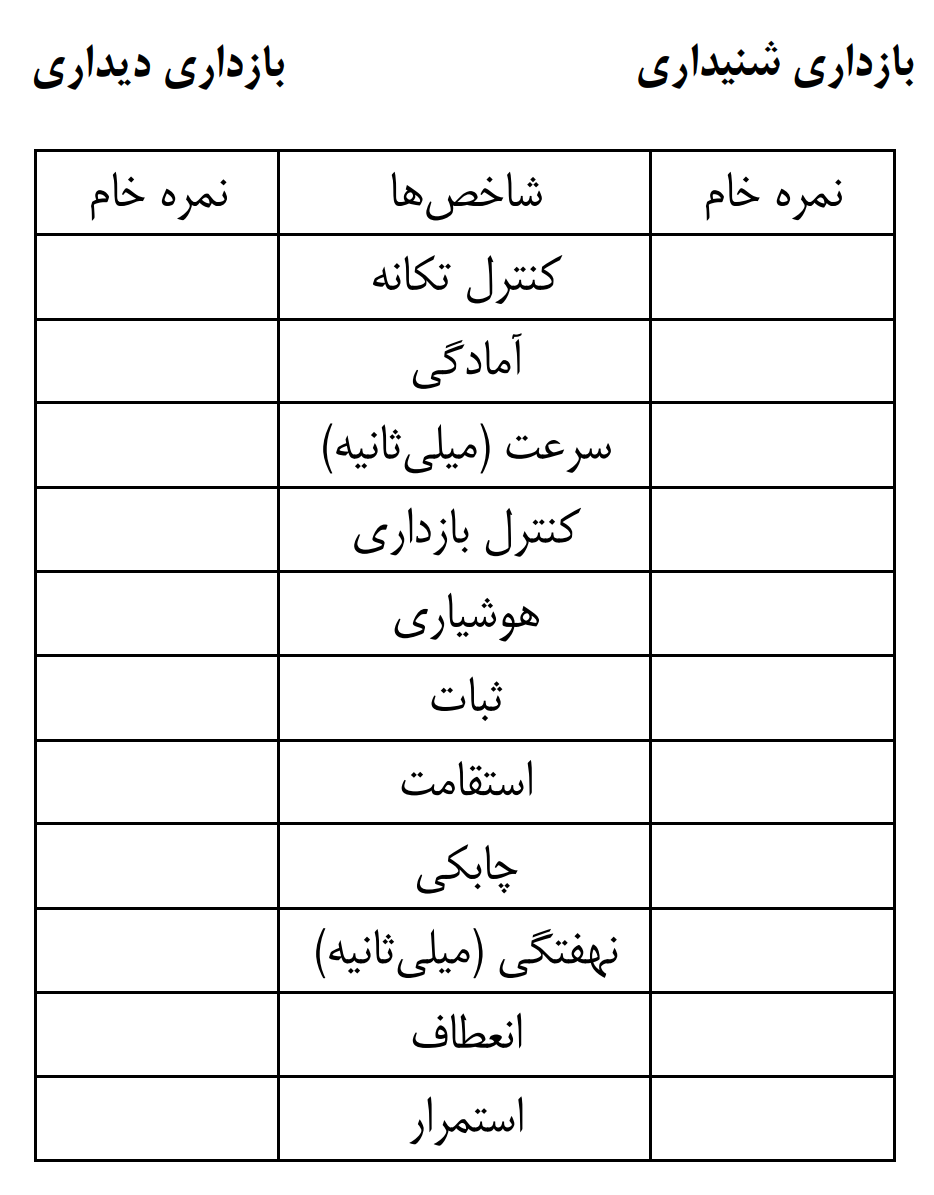 بازداری شنیداری بازداری دیداری
نمره خام شاخص‌ها نمره خام
کنترل تکانه
آمادگی
سرعت (میلی‌ثانیه)
کنترل بازداری
هوشیاری
ثبات
استقامت
چابکی
نهفتگی (میلی‌ثانیه)
انعطاف
استمرار